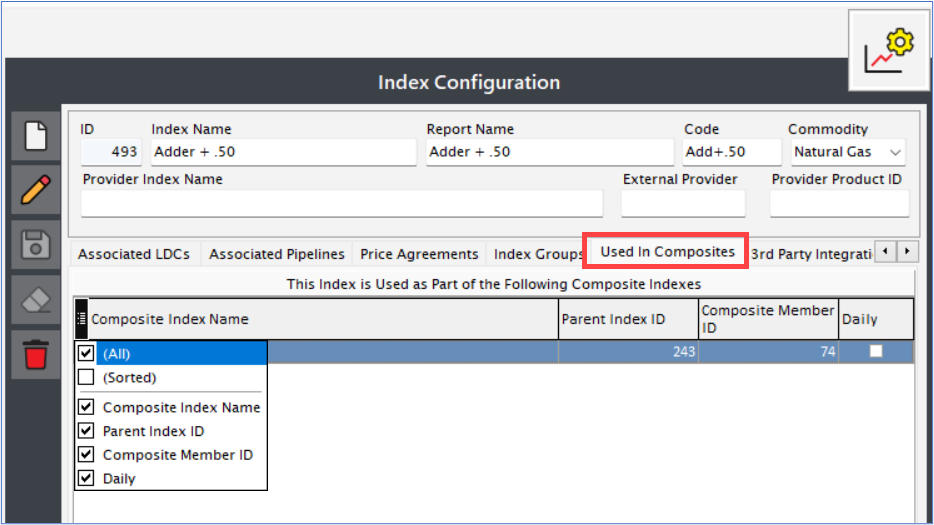 Index Configuration
ID Index Name Report Name Code Commodity
493 Adder + .50 Adder + .50 Add+.50 Natural Gas
Provider Index Name External Provider Provider Product ID
Associated LDCs Associated Pipelines Price Agreements Index Groups Used In Composites 3rd Party Integrati
This Index is Used as Part of the Following Composite Indexes
Composite Index Name Parent Index ID Composite Member ID Daily
(All) 243 74
(Sorted)
Composite Index Name
Parent Index ID
Composite Member ID
Daily